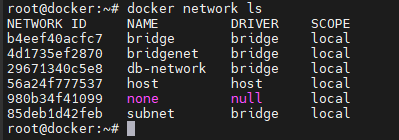 root@docker:~# docker network ls
NETWORK ID     NAME         DRIVER    SCOPE
b4eef40acfc7   bridge       bridge    local
4d1735ef2870   bridgenet    bridge    local
29671340c5e8   db-network   bridge    local
56a24f777537   host         host      local
980b34f41099   none         null      local
85deb1d42feb   subnet       bridge    local
root@docker:~#